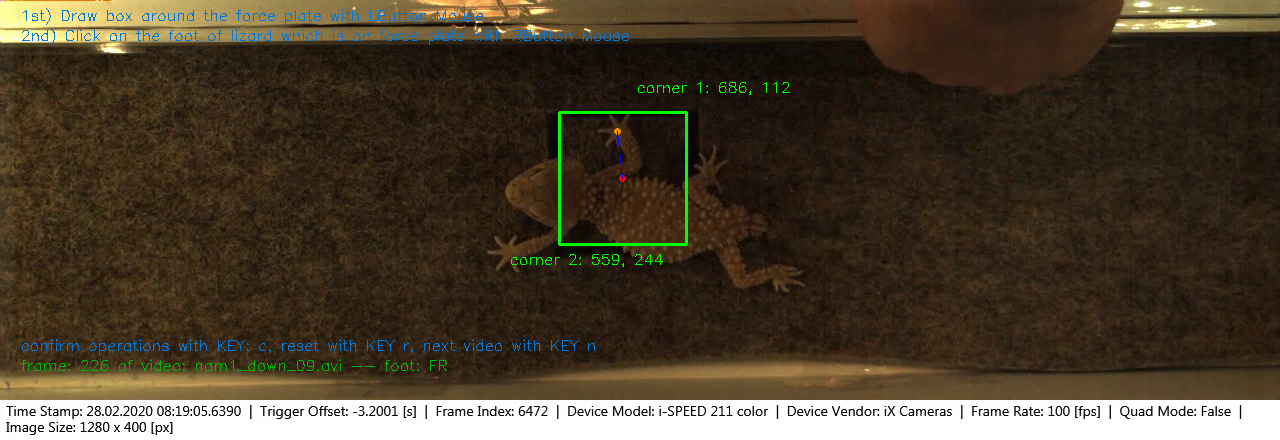 1st) Draw box around the force plate with LButton Mouse
2nd) Click on the foot of lizard which is on force plate with RButton Mouse
corner 1: 686, 112
corner 2: 559, 244
confirm operations with KEY: c, reset with KEY r, next video with KEY n
frame: 226 of video: nam1_down_09.avi -- foot: FR
Time Stamp: 28.02.2020 08:19:05.6390 | Trigger Offset: -3.2001 [s] | Frame Index: 6472 | Device Model: i-SPEED 211 color | Device Vendor: iX Cameras | Frame Rate: 100 [fps] | Quad Mode: False |
Image Size: 1280 x 400 [px]